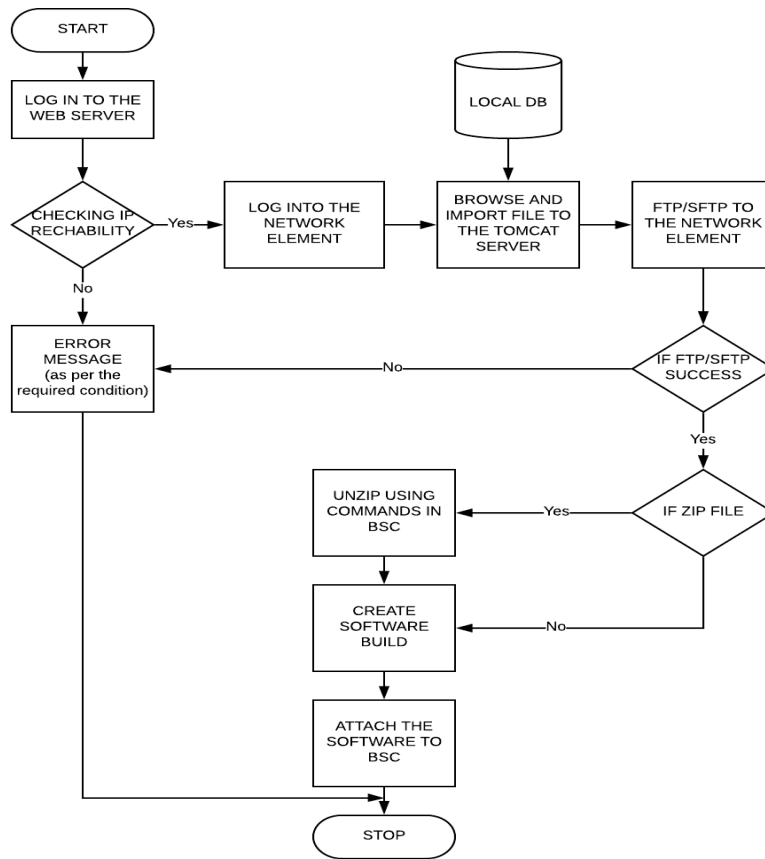 START
LOG IN TO THE
WEB SERVER
LOCAL DB
CHECKING IP
RECHABILITY
Yes
LOG INTO THE
NETWORK
ELEMENT
BROWSE AND
IMPORT FILE TO
THE TOMCAT
SERVER
FTP/SFTP TO
THE NETWORK
ELEMENT
No
ERROR
MESSAGE
(as per the
required condition)
No
IF FTP/SFTP
SUCCESS
Yes
UNZIP USING
COMMANDS IN
BSC
Yes
IF ZIP FILE
CREATE
SOFTWARE
BUILD
No
ATTACH THE
SOFTWARE TO
BSC
STOP